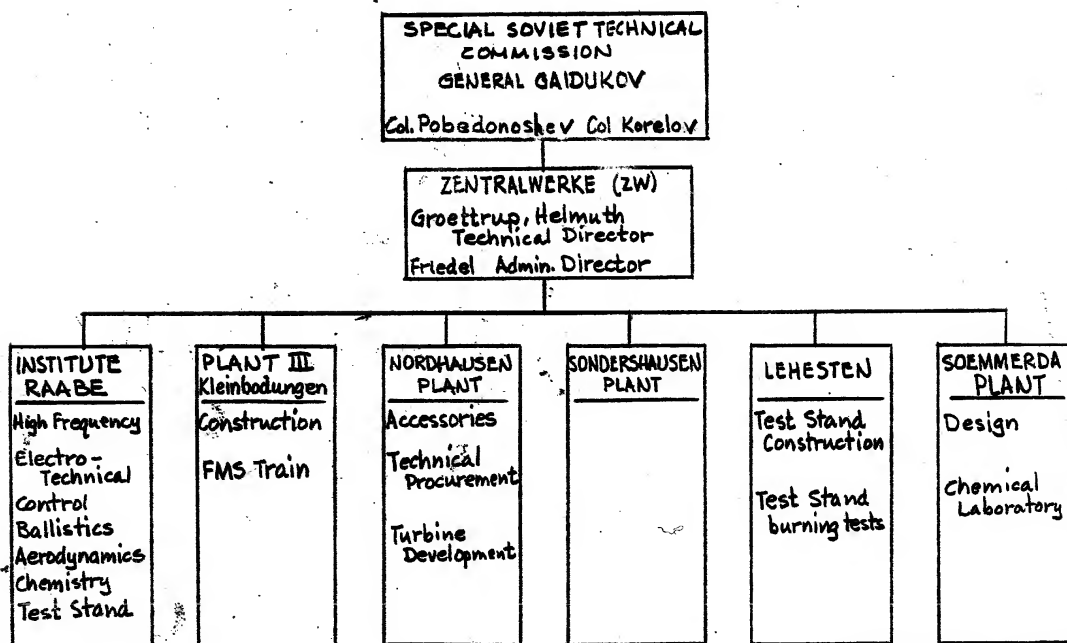 SPECIAL SOVIET TECHNICAL
COMMISSION
GENERAL GAIDUKOV
Col. Pobedonoshev Col Korelov
ZENTRALWERKE (ZW)
Groettrup, Helmuth
Technical Director
Friedel Admin. Director
INSTITUTE
RAABE
High Frequency
Electro-
Technical
Control
Ballistics
Aerodynamics
Chemistry
Test Stand
PLANT III
Kleinbodungen
Construction
FMS Train
NORDHAUSEN
PLANT
Accessories
Technical
Procurement
Turbine
Development
SONDERSHAUSEN
PLANT
LEHESTEN
Test Stand
Construction
Test Stand
burning tests
SOEMMERDA
PLANT
Design
Chemical
Laboratory